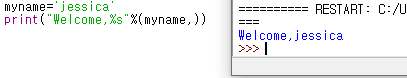 myname='jessica'
print("Welcome,%s"%(myname,))
========== RESTART: C:/U
===
Welcome,jessica
>>>